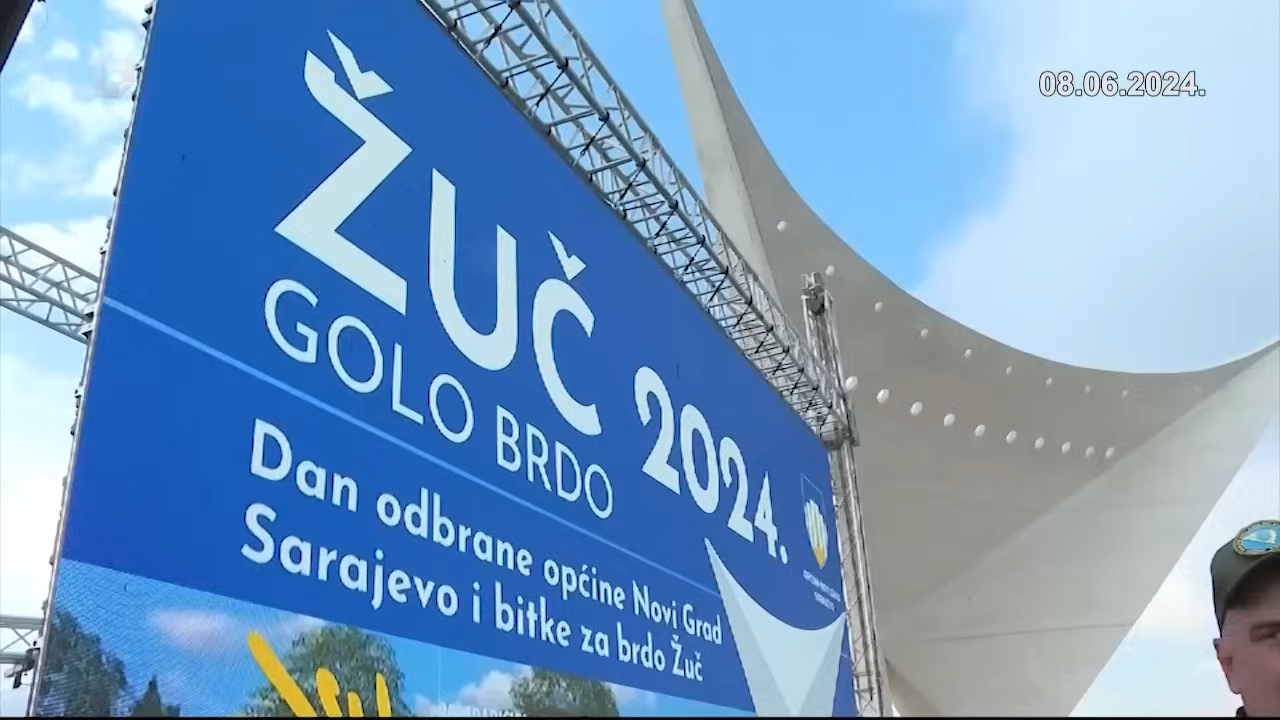 08.06.2024.
ŽUČ
GOLO BRDO
2024.
Dan odbrane općine Novi Grad
Sarajevo i bitke za brdo Žuč